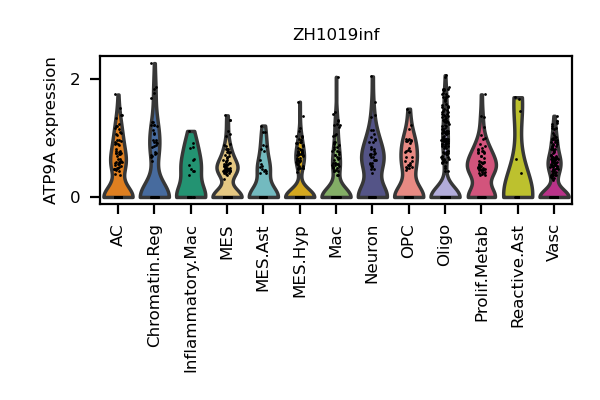 ZH1019inf
ATP9A expression
2
0
AC
Chromatin.Reg
Inflammatory.Mac
MES
MES.Ast
MES.Hyp
Mac
Neuron
OPC
Oligo
Prolif.Metab
Reactive.Ast
Vasc